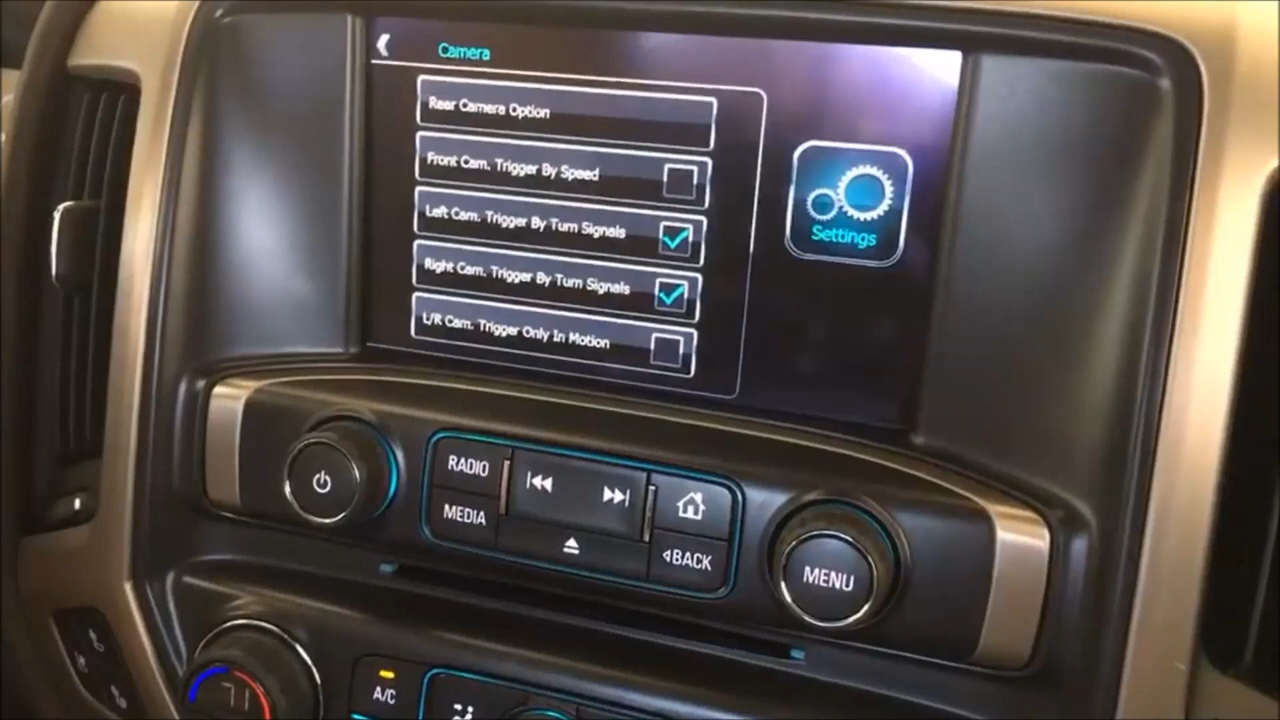 Camera
Rear Camera Option
Front Cam. Trigger By Speed
Left Cam. Trigger By Turn Signals
Right Cam. Trigger By Turn Signals
L/R Cam. Trigger Only In Motion
Settings
RADIO
MEDIA
BACK
MENU
71
A/C